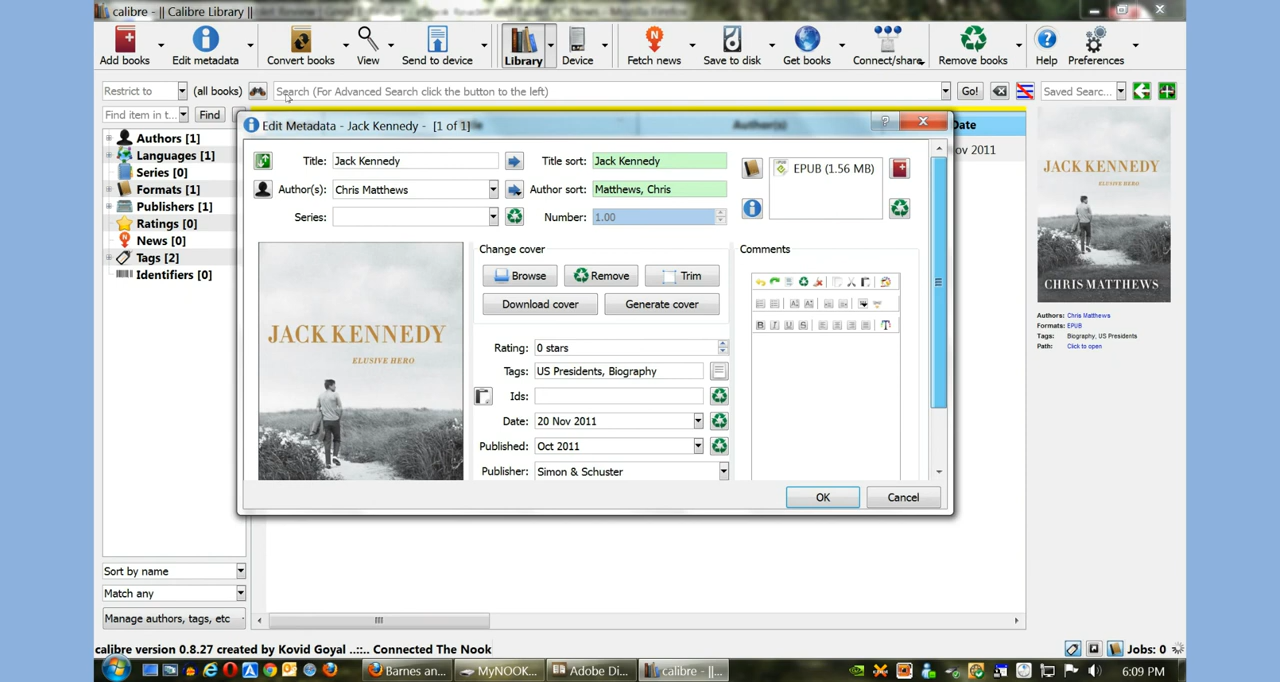 calibre - || Calibre Library ||
Add books
Edit metadata
Convert books
View
Send to device
Library
Device
Fetch news
Save to disk
Get books
Connect/share
Remove books
Help
Preferences
Restrict to
(all books)
Search (For Advanced Search click the button to the left)
Go!
Saved Searc...
Find item in t...
Find
Edit Metadata - Jack Kennedy - [1 of 1]
Author(s)
Date
Authors [1]
Languages [1]
Series [0]
Formats [1]
Publishers [1]
Ratings [0]
News [0]
Tags [2]
Identifiers [0]
Title: Jack Kennedy
Title sort: Jack Kennedy
EPUB (1.56 MB)
Author(s): Chris Matthews
Author sort: Matthews, Chris
Series:
Number: 1.00
ov 2011
JACK KENNEDY
ELUSIVE HERO
Change cover
Browse
Remove
Trim
Download cover
Generate cover
Comments
Rating: 0 stars
Tags: US Presidents, Biography
Ids:
Date: 20 Nov 2011
Published: Oct 2011
Publisher: Simon & Schuster
OK
Cancel
JACK KENNEDY
ELUSIVE HERO
CHRIS MATTHEWS
Authors: Chris Matthews
Formats: EPUB
Tags: Biography, US Presidents
Path: Click to open
Sort by name
Match any
Manage authors, tags, etc
calibre version 0.8.27 created by Kovid Goyal ..::.. Connected The Nook
Jobs: 0
Barnes an...
MyNOOK...
Adobe Di...
calibre - ||...
6:09 PM